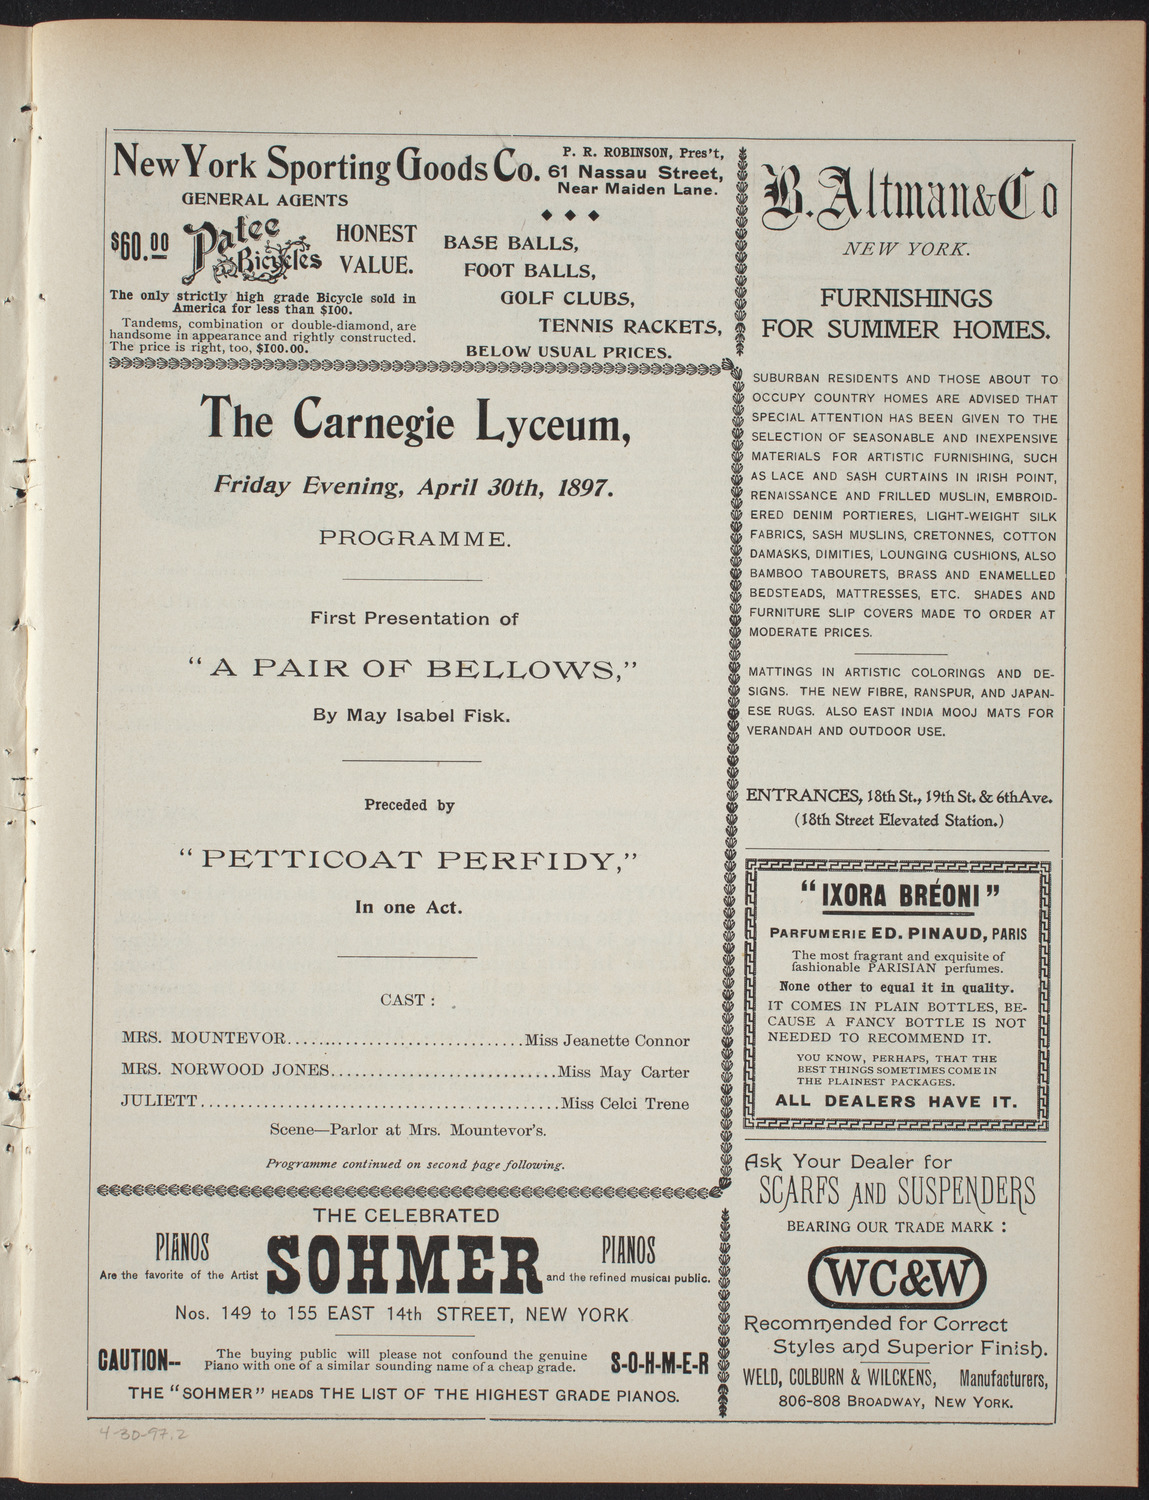 New York Sporting Goods Co.
P. R. ROBINSON, Pres't,
61 Nassau Street,
Near Maiden Lane.
GENERAL AGENTS
$60.00
Patee
Bicycles
HONEST
VALUE.
The only strictly high grade Bicycle sold in
America for less than $100.
Tandems, combination or double-diamond, are
handsome in appearance and rightly constructed.
The price is right, too, $100.00.
BASE BALLS,
FOOT BALLS,
GOLF CLUBS,
TENNIS RACKETS,
BELOW USUAL PRICES.
The Carnegie Lyceum,
Friday Evening, April 30th, 1897.
PROGRAMME.
First Presentation of
"A PAIR OF BELLOWS,"
By May Isabel Fisk.
Preceded by
"PETTICOAT PERFIDY,"
In one Act.
CAST:
MRS. MOUNTEVOR..............................Miss Jeanette Connor
MRS. NORWOOD JONES............................Miss May Carter
JULIETT.............................................Miss Celci Trene
Scene—Parlor at Mrs. Mountevor's.
Programme continued on second page following.
THE CELEBRATED
PIANOS SOHMER PIANOS
Are the favorite of the Artist and the refined musical public.
Nos. 149 to 155 EAST 14th STREET, NEW YORK
CAUTION--
The buying public will please not confound the genuine
Piano with one of a similar sounding name of a cheap grade.
S-O-H-M-E-R
THE "SOHMER" HEADS THE LIST OF THE HIGHEST GRADE PIANOS.
B. Altman & Co
NEW YORK.
FURNISHINGS
FOR SUMMER HOMES.
SUBURBAN RESIDENTS AND THOSE ABOUT TO
OCCUPY COUNTRY HOMES ARE ADVISED THAT
SPECIAL ATTENTION HAS BEEN GIVEN TO THE
SELECTION OF SEASONABLE AND INEXPENSIVE
MATERIALS FOR ARTISTIC FURNISHING, SUCH
AS LACE AND SASH CURTAINS IN IRISH POINT,
RENAISSANCE AND FRILLED MUSLIN, EMBROID-
ERED DENIM PORTIERES, LIGHT-WEIGHT SILK
FABRICS, SASH MUSLINS, CRETONNES, COTTON
DAMASKS, DIMITIES, LOUNGING CUSHIONS, ALSO
BAMBOO TABOURETS, BRASS AND ENAMELLED
BEDSTEADS, MATTRESSES, ETC. SHADES AND
FURNITURE SLIP COVERS MADE TO ORDER AT
MODERATE PRICES.
MATTINGS IN ARTISTIC COLORINGS AND DE-
SIGNS. THE NEW FIBRE, RANSPUR, AND JAPAN-
ESE RUGS. ALSO EAST INDIA MOOJ MATS FOR
VERANDAH AND OUTDOOR USE.
ENTRANCES, 18th St., 19th St. & 6th Ave.
(18th Street Elevated Station.)
"IXORA BRÉONI"
PARFUMERIE ED. PINAUD, PARIS
The most fragrant and exquisite of
fashionable PARISIAN perfumes.
None other to equal it in quality.
IT COMES IN PLAIN BOTTLES, BE-
CAUSE A FANCY BOTTLE IS NOT
NEEDED TO RECOMMEND IT.
YOU KNOW, PERHAPS, THAT THE
BEST THINGS SOMETIMES COME IN
THE PLAINEST PACKAGES.
ALL DEALERS HAVE IT.
Ask Your Dealer for
SCARFS AND SUSPENDERS
BEARING OUR TRADE MARK:
WC&W
Recommended for Correct
Styles and Superior Finish.
WELD, COLBURN & WILCKENS, Manufacturers,
806-808 BROADWAY, NEW YORK.
4-30-97.2